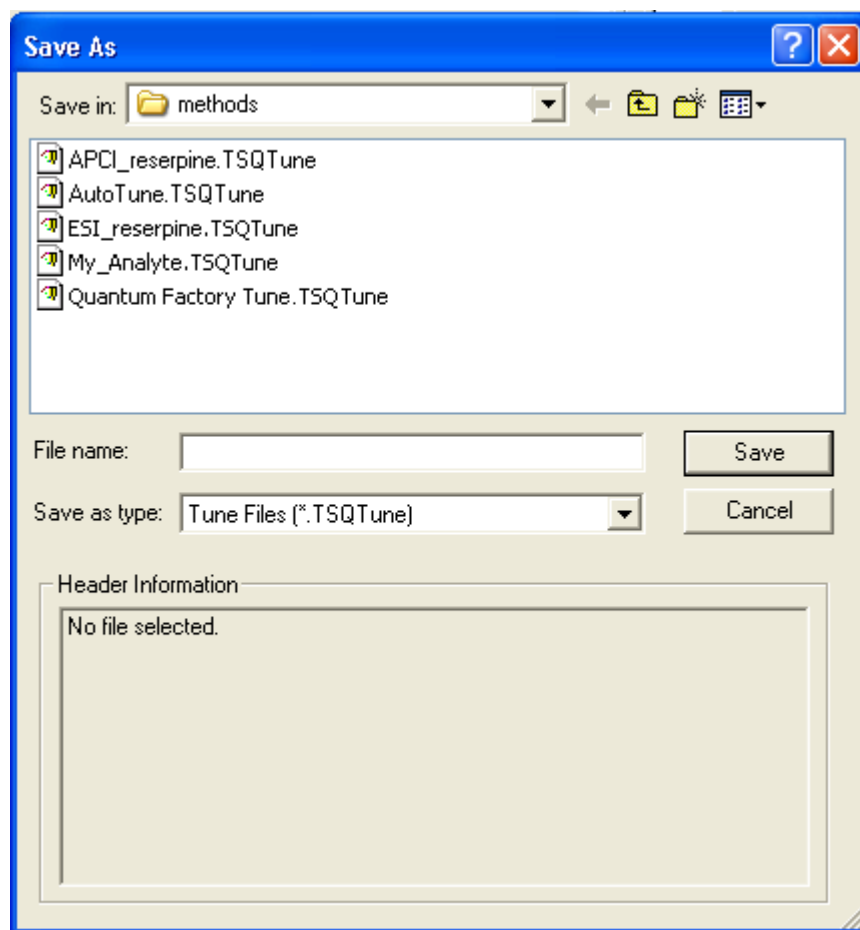 Save As
Save in: methods
APCI_reserpine.TSQTune
AutoTune.TSQTune
ESI_reserpine.TSQTune
My_Analyte.TSQTune
Quantum Factory Tune.TSQTune
File name: Save
Save as type: Tune Files (*.TSQTune) Cancel
Header Information
No file selected.